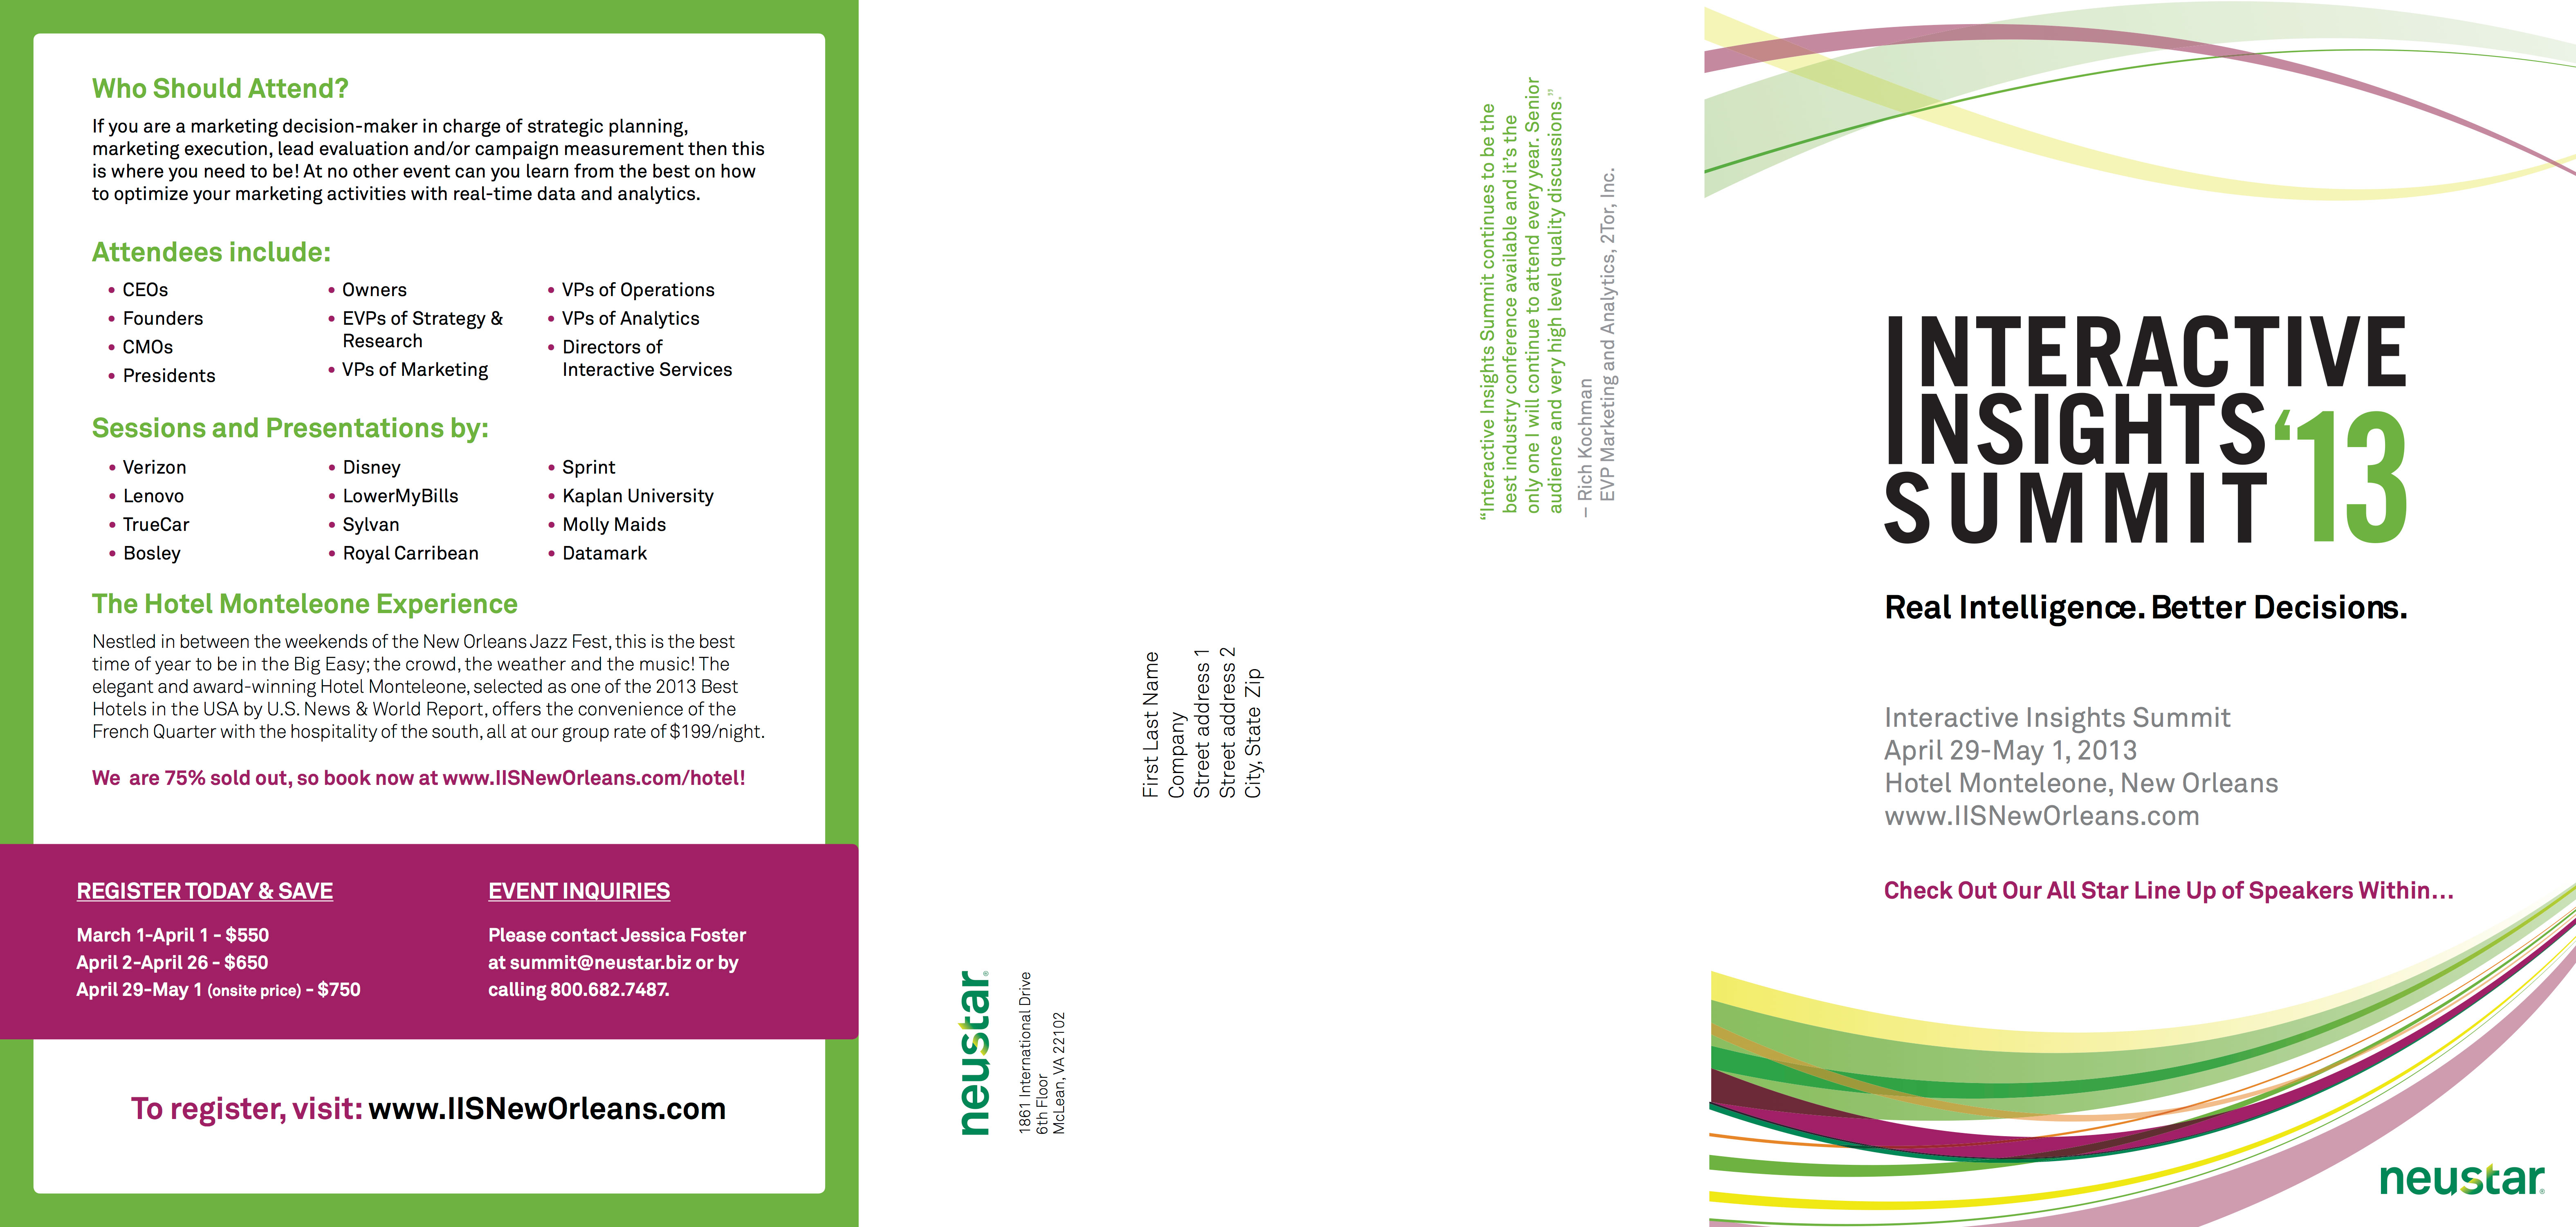 Who Should Attend?
If you are a marketing decision-maker in charge of strategic planning,
marketing execution, lead evaluation and/or campaign measurement then this
is where you need to be! At no other event can you learn from the best on how
to optimize your marketing activities with real-time data and analytics.
Attendees include:
• CEOs
• Founders
• CMOs
• Presidents
• Owners
• EVPs of Strategy &
Research
• VPs of Marketing
• VPs of Operations
• VPs of Analytics
• Directors of
Interactive Services
Sessions and Presentations by:
• Verizon
• Lenovo
• TrueCar
• Bosley
• Disney
• LowerMyBills
• Sylvan
• Royal Carribean
• Sprint
• Kaplan University
• Molly Maids
• Datamark
The Hotel Monteleone Experience
Nestled in between the weekends of the New Orleans Jazz Fest, this is the best
time of year to be in the Big Easy; the crowd, the weather and the music! The
elegant and award-winning Hotel Monteleone, selected as one of the 2013 Best
Hotels in the USA by U.S. News & World Report, offers the convenience of the
French Quarter with the hospitality of the south, all at our group rate of $199/night.
We are 75% sold out, so book now at www.IISNewOrleans.com/hotel!
REGISTER TODAY & SAVE
March 1-April 1 - $550
April 2-April 26 - $650
April 29-May 1 (onsite price) - $750
EVENT INQUIRIES
Please contact Jessica Foster
at summit@neustar.biz or by
calling 800.682.7487.
To register, visit: www.IISNewOrleans.com
neustar®
1861 International Drive
6th Floor
McLean, VA 22102
First Last Name
Company
Street address 1
Street address 2
City, State Zip
“Interactive Insights Summit continues to be the
best industry conference available and it’s the
only one I will continue to attend every year. Senior
audience and very high level quality discussions.”
– Rich Kochman
EVP Marketing and Analytics, 2Tor, Inc.
INTERACTIVE
INSIGHTS
SUMMIT ‘13
Real Intelligence. Better Decisions.
Interactive Insights Summit
April 29-May 1, 2013
Hotel Monteleone, New Orleans
www.IISNewOrleans.com
Check Out Our All Star Line Up of Speakers Within...
neustar®